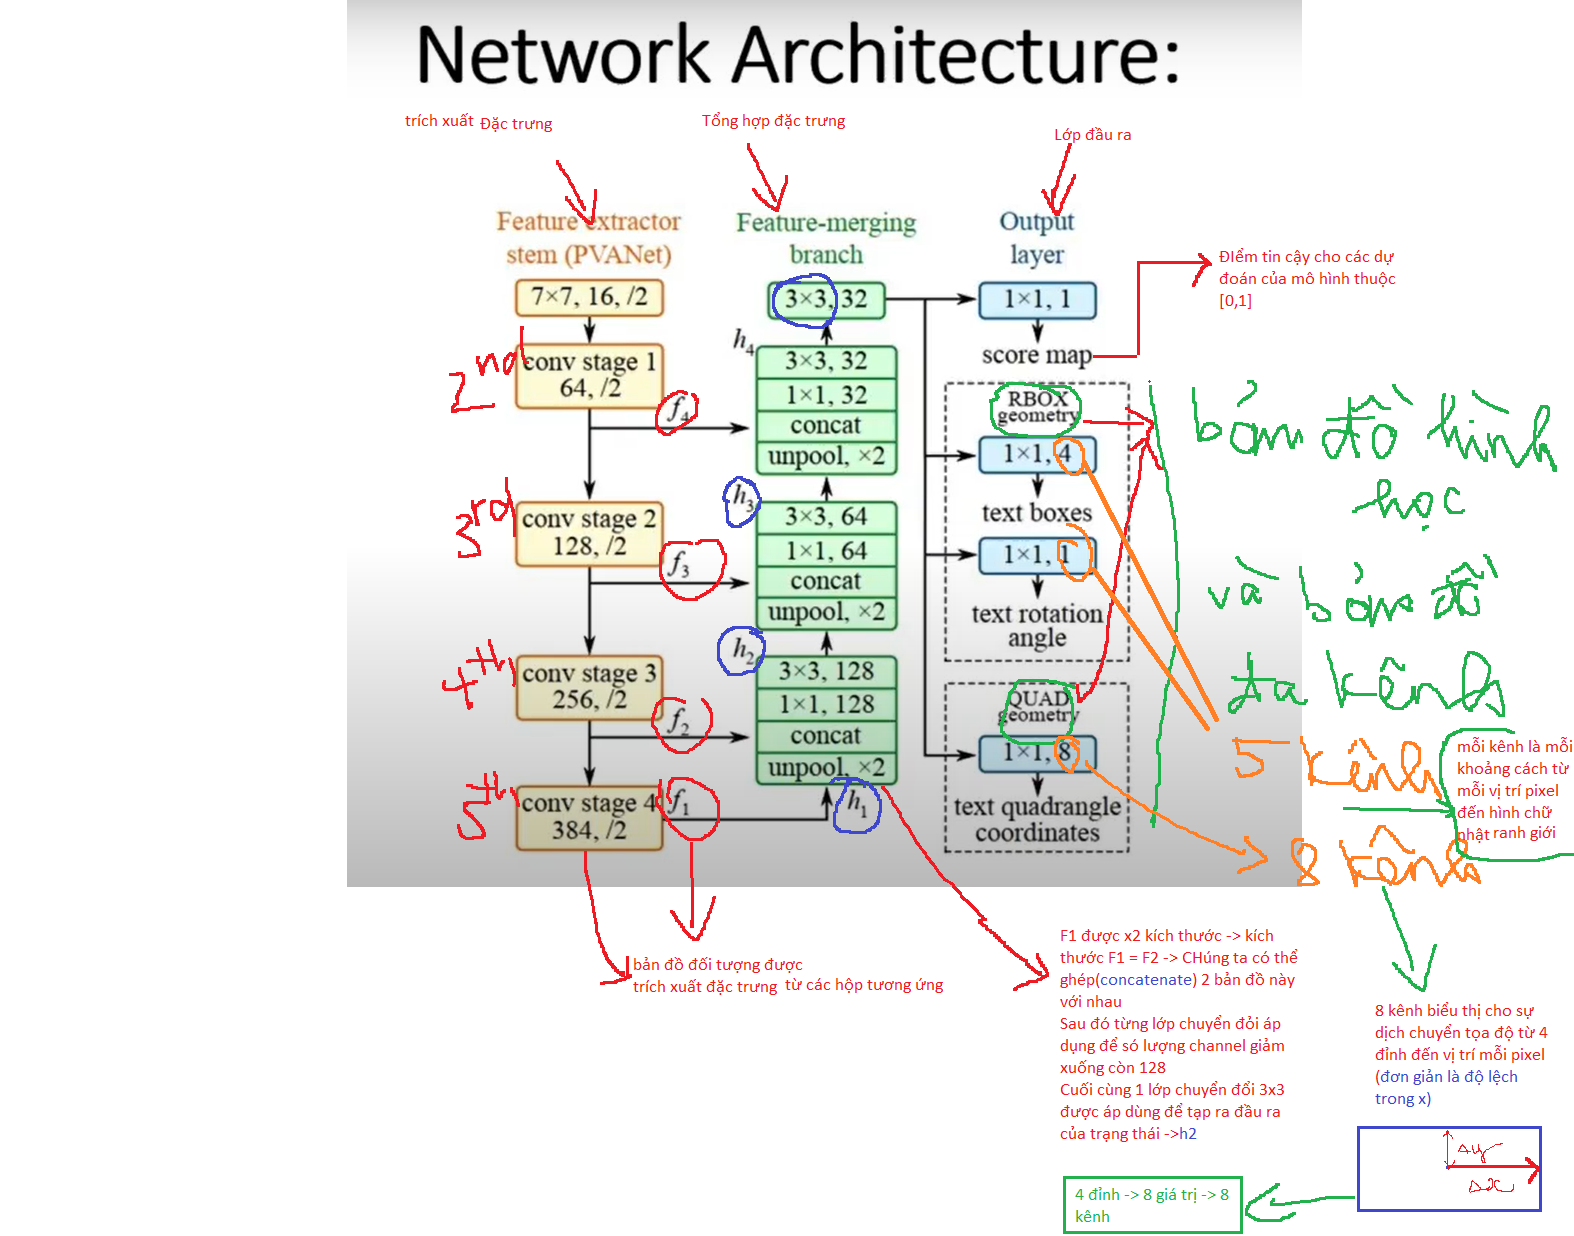 Network Architecture:
trích xuất Đặc trưng
Tổng hợp đặc trưng
Lớp đầu ra
Feature extractor
stem (PVANet)
7×7, 16, /2
2nd
conv stage 1
64, /2
f4
3rd
conv stage 2
128, /2
f3
4th
conv stage 3
256, /2
f2
5th
conv stage 4
384, /2
f1
Feature-merging
branch
3×3, 32
h4
3×3, 32
1×1, 32
concat
unpool, ×2
h3
3×3, 64
1×1, 64
concat
unpool, ×2
h2
3×3, 128
1×1, 128
concat
unpool, ×2
h1
Output
layer
1×1, 1
score map
RBOX
geometry
1×1, 4
text boxes
1×1, 1
text rotation
angle
QUAD
geometry
1×1, 8
text quadrangle
coordinates
ĐIểm tin cậy cho các dự
đoán của mô hình thuộc
[0,1]
bản đồ hình
học
và bản đồ
đa kênh
5 kênh
mỗi kênh là mỗi
khoảng cách từ
mỗi vị trí pixel
đến hình chữ
nhật ranh giới
8 kênh
bản đồ đối tượng được
trích xuất đặc trưng từ các hộp tương ứng
F1 được x2 kích thước -> kích
thước F1 = F2 -> CHúng ta có thể
ghép(concatenate) 2 bản đồ này
với nhau
Sau đó từng lớp chuyển đỏi áp
dụng để só lượng channel giảm
xuống còn 128
Cuối cùng 1 lớp chuyển đổi 3x3
được áp dùng để tạp ra đầu ra
của trạng thái ->h2
8 kênh biểu thị cho sự
dịch chuyển tọa độ từ 4
đỉnh đến vị trí mỗi pixel
(đơn giản là độ lệch
trong x)
Δy
Δx
4 đỉnh -> 8 giá trị -> 8
kênh